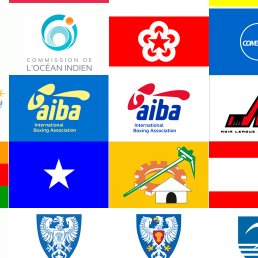 COMMISSION DE
L'OCÉAN INDIEN
aiba
International
Boxing Association
aiba
International
Boxing Association